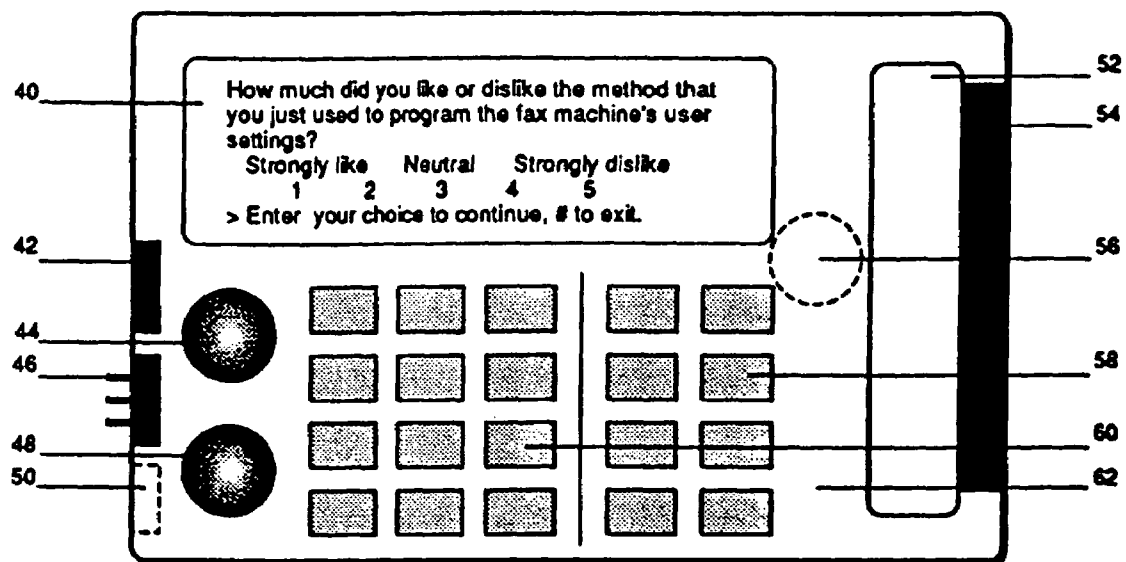 How much did you like or dislike the method that
you just used to program the fax machine's user
settings?
Strongly like Neutral Strongly dislike
1 2 3 4 5
> Enter your choice to continue, # to exit.
40
42
44
46
48
50
52
54
56
58
60
62